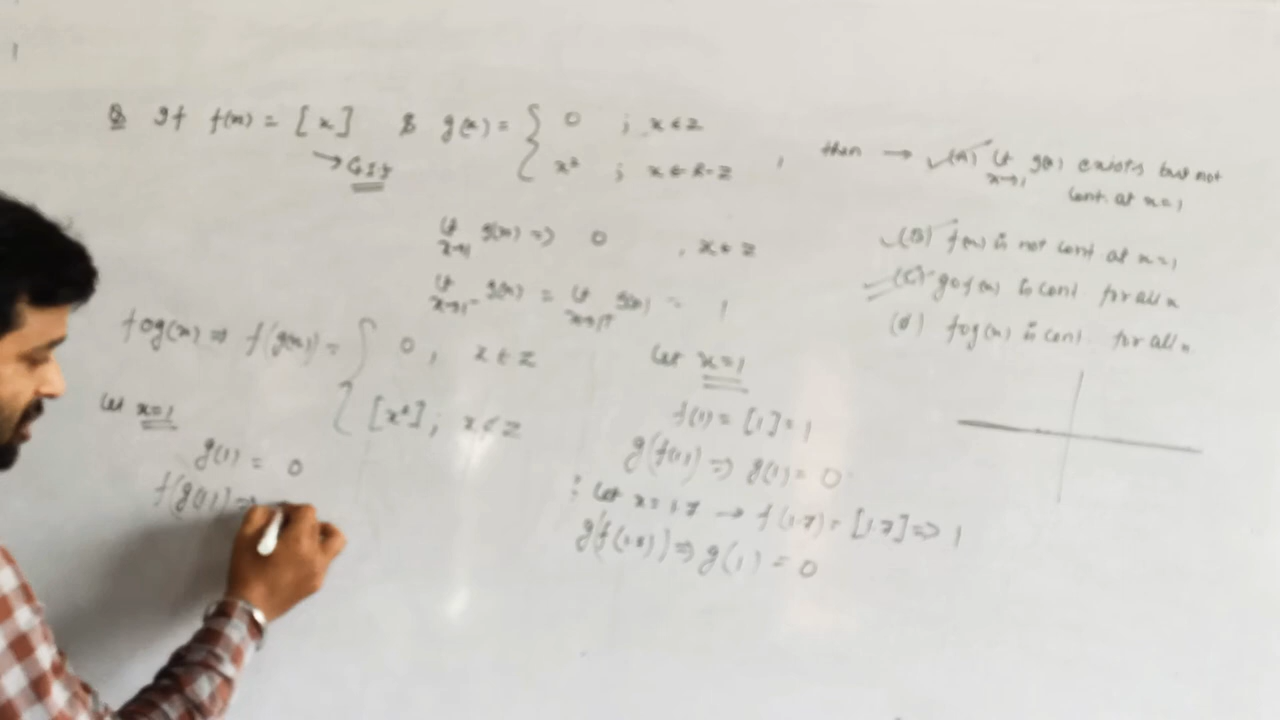 Q If f(x) = [x] & g(x) = { 0 ; x ∈ Z
x² ; x ∈ R-Z , then →
→ G.I.F
(A) lt x→1 g(x) exists but not
cont. at x=1
(B) f(x) is not cont at x=1
(C) gof(x) is cont for all x
(d) fog(x) is cont. for all x
lt x→1 g(x) => 0 , x ∈ Z
lt x→1⁻ g(x) = lt x→1⁺ g(x) = 1
fog(x) => f(g(x)) = { 0 , x ∈ Z
[x²] ; x ∉ Z
let x=1
g(1) = 0
f(g(1)) =>
let x=1
f(1) = [1] = 1
g(f(1)) => g(1) = 0
let x = 1.7 → f(1.7) = [1.7] => 1
g(f(1.7)) => g(1) = 0